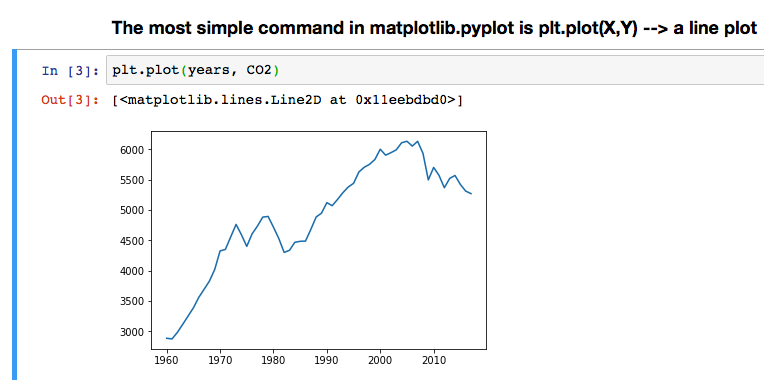 The most simple command in matplotlib.pyplot is plt.plot(X,Y) --> a line plot
In [3]: plt.plot(years, CO2)
Out[3]: [<matplotlib.lines.Line2D at 0x11eebdbd0>]
6000
5500
5000
4500
4000
3500
3000
1960 1970 1980 1990 2000 2010